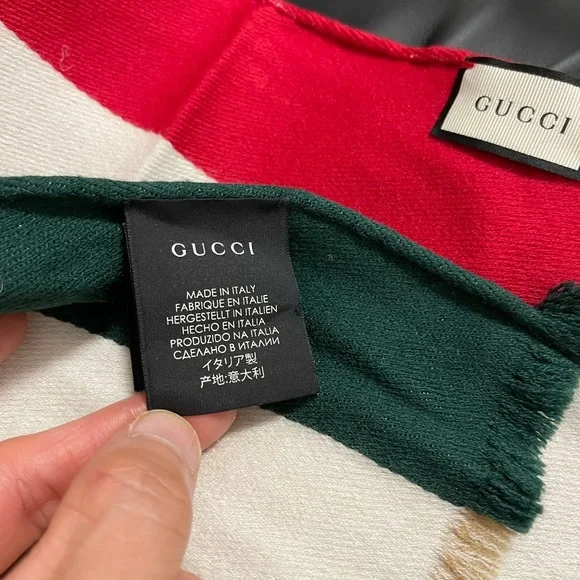 GUCCI
GUCCI
MADE IN ITALY
FABRIQUE EN ITALIE
HERGESTELLT IN ITALIEN
HECHO EN ITALIA
PRODUZIDO NA ITALIA
СДЕЛАНО В ИТАЛИИ
イタリア製
产地:意大利